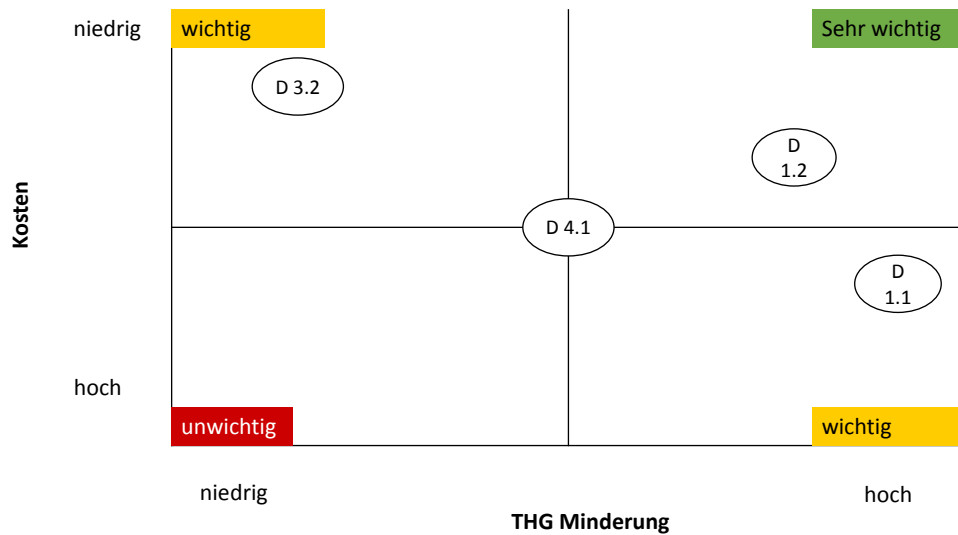 niedrig
wichtig
Sehr wichtig
D 3.2
D
1.2
Kosten
D 4.1
D
1.1
hoch
unwichtig
wichtig
niedrig
hoch
THG Minderung